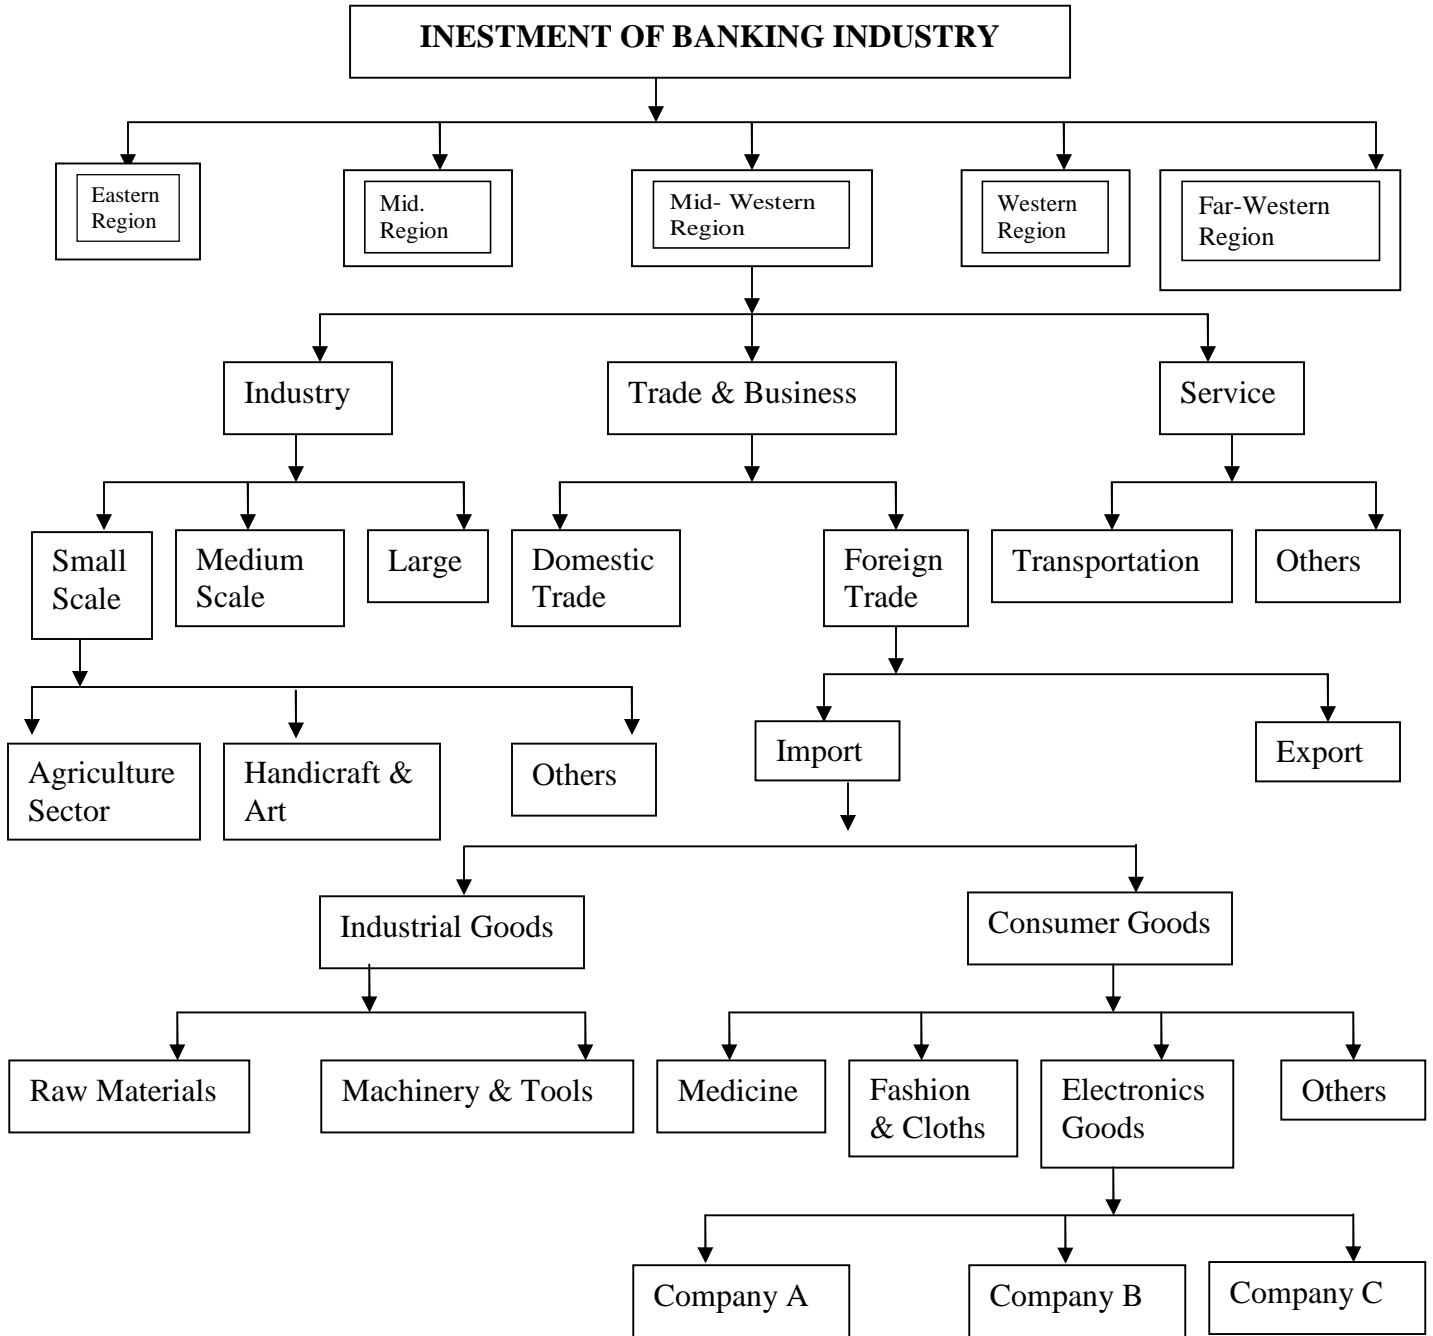 INESTMENT OF BANKING INDUSTRY
Eastern
Region
Mid.
Region
Mid- Western
Region
Western
Region
Far-Western
Region
Industry
Trade & Business
Service
Small
Scale
Medium
Scale
Large
Domestic
Trade
Foreign
Trade
Transportation
Others
Agriculture
Sector
Handicraft &
Art
Others
Import
Export
Industrial Goods
Consumer Goods
Raw Materials
Machinery & Tools
Medicine
Fashion
& Cloths
Electronics
Goods
Others
Company A
Company B
Company C